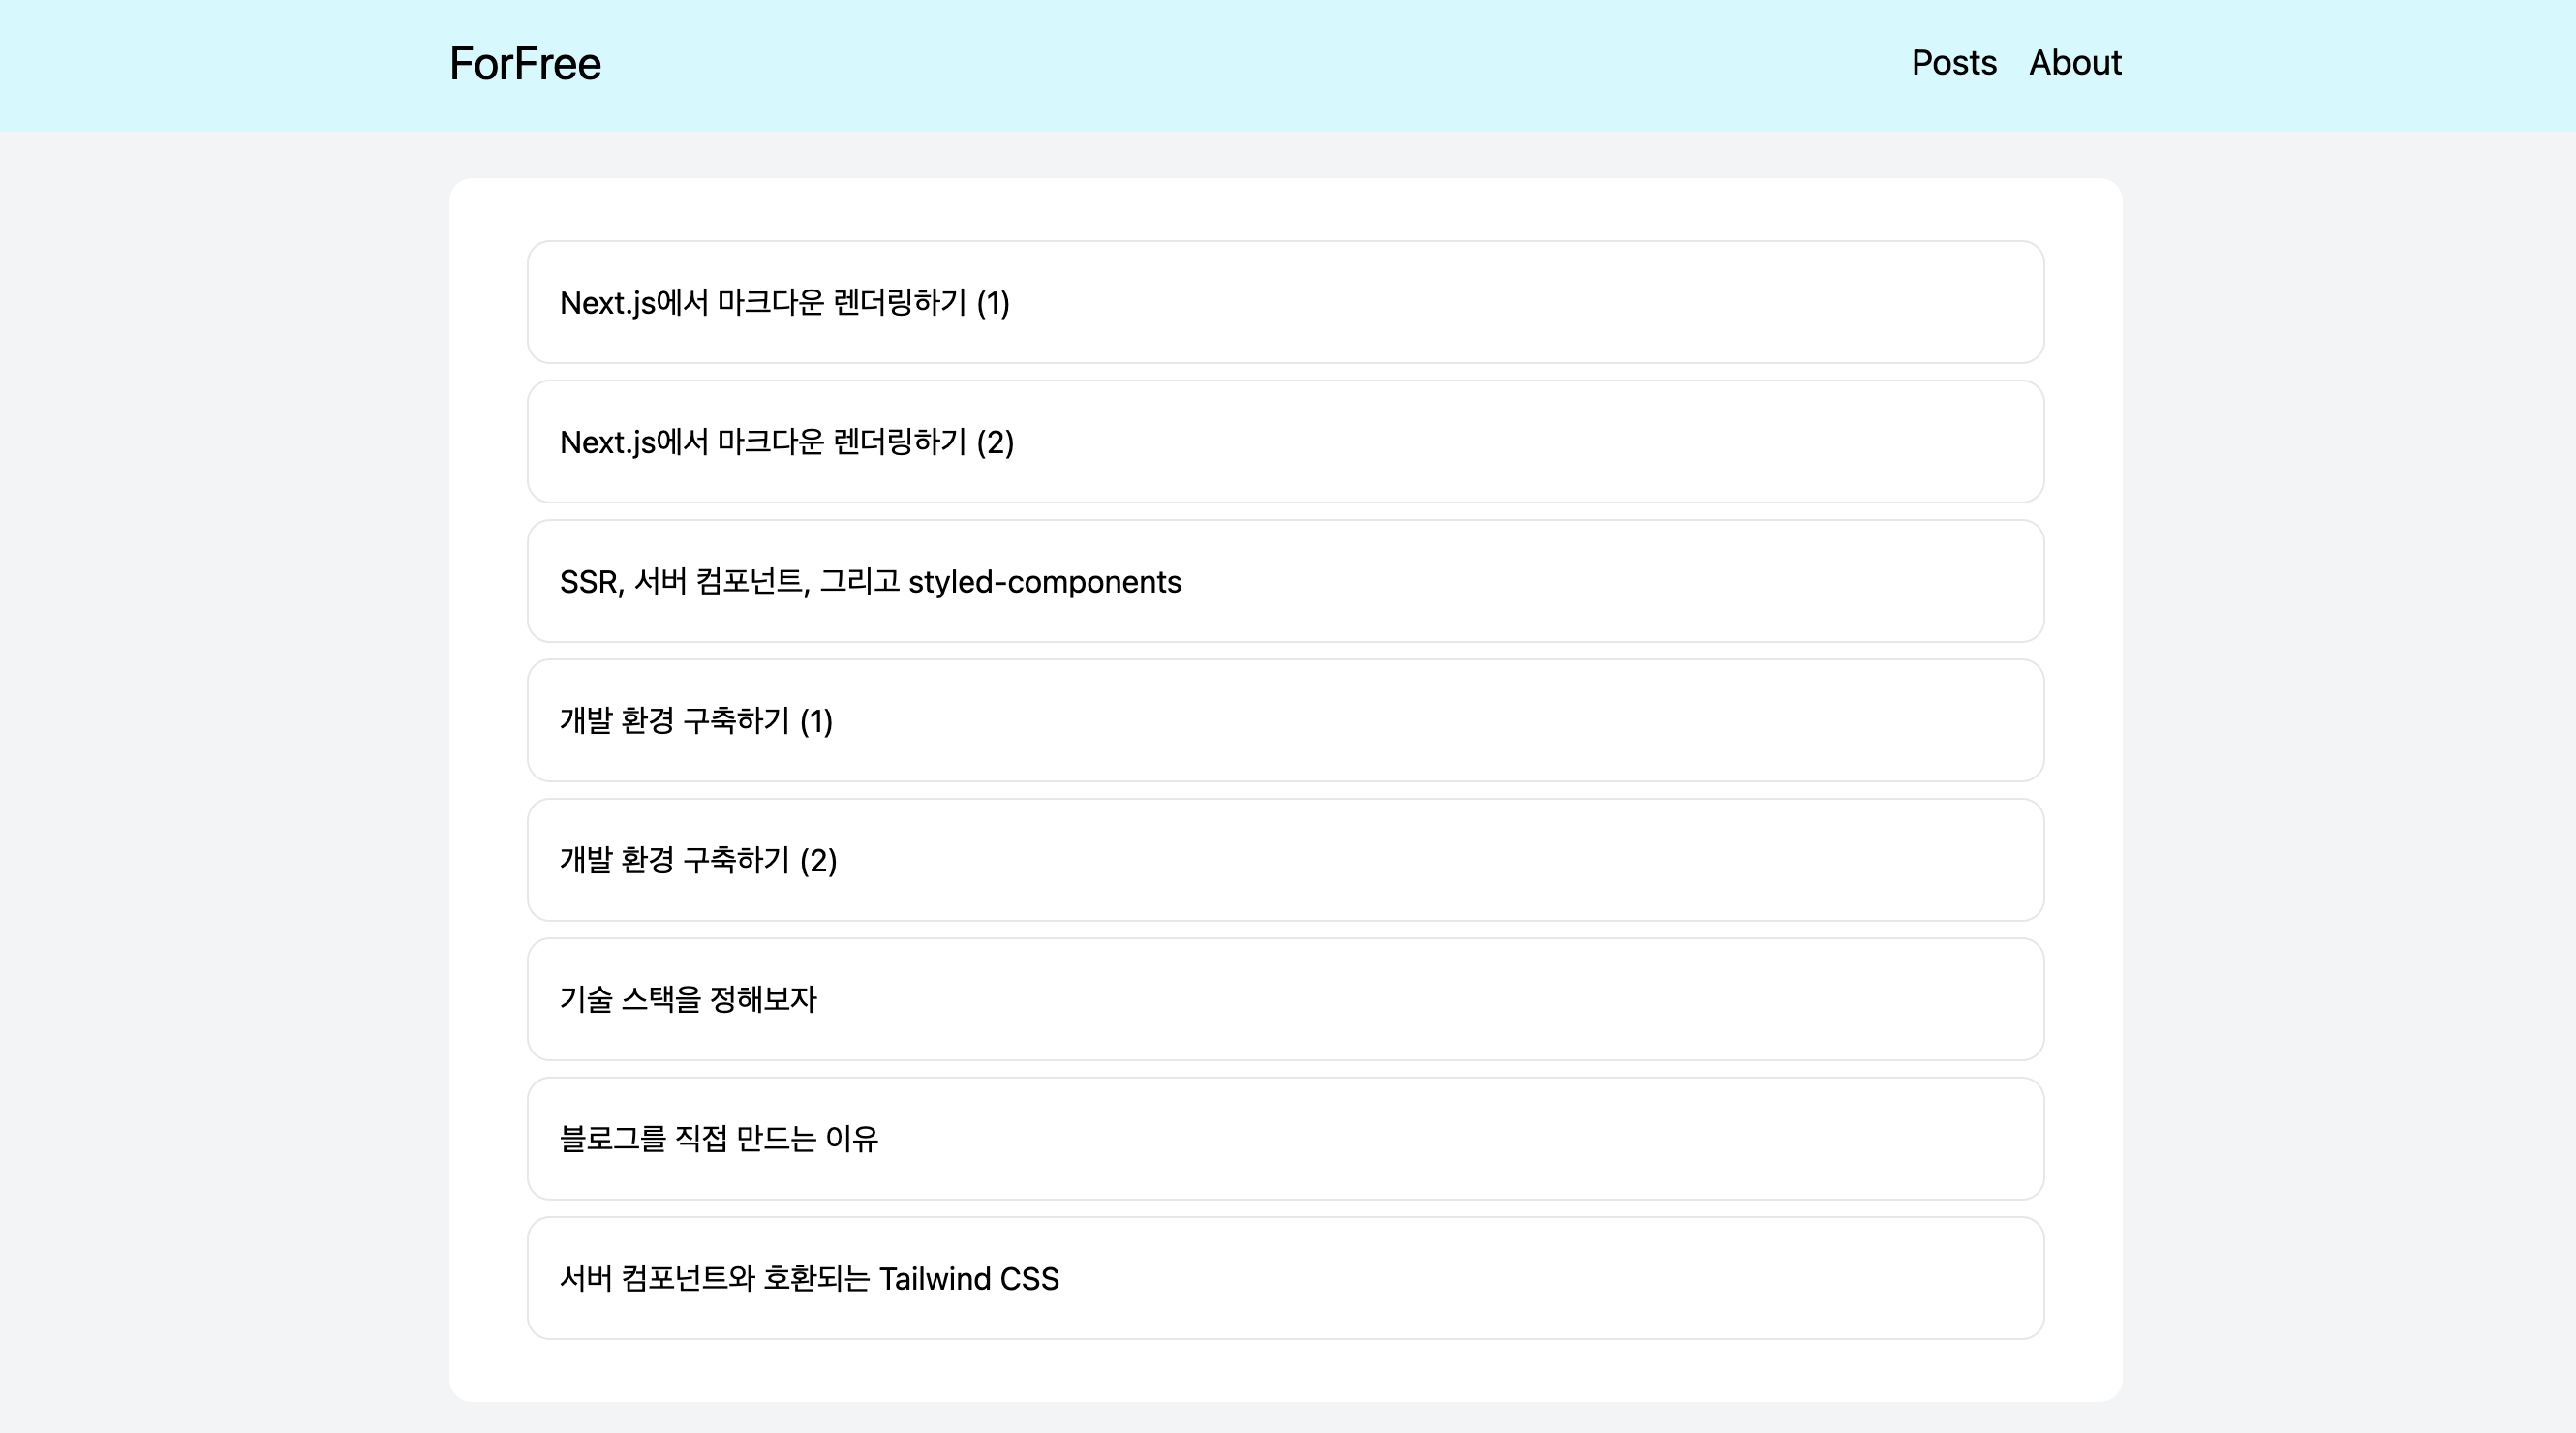 ForFree
Posts About
Next.js에서 마크다운 렌더링하기 (1)
Next.js에서 마크다운 렌더링하기 (2)
SSR, 서버 컴포넌트, 그리고 styled-components
개발 환경 구축하기 (1)
개발 환경 구축하기 (2)
기술 스택을 정해보자
블로그를 직접 만드는 이유
서버 컴포넌트와 호환되는 Tailwind CSS